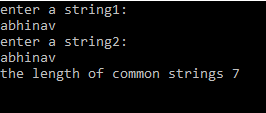 enter a string1:
abhinav
enter a string2:
abhinav
the length of common strings 7